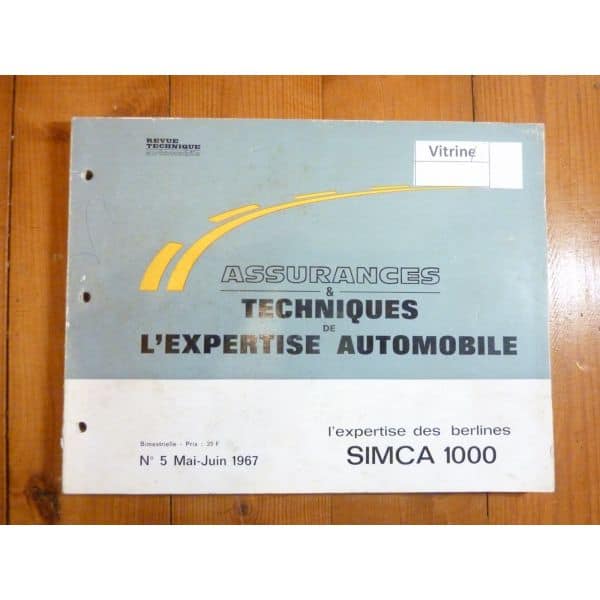 REVUE
TECHNIQUE
Vitrine
ASSURANCES
&
TECHNIQUES
DE
L'EXPERTISE AUTOMOBILE
l'expertise des berlines
Bimestrielle - Prix : 25 F
N° 5 Mai-Juin 1967
SIMCA 1000